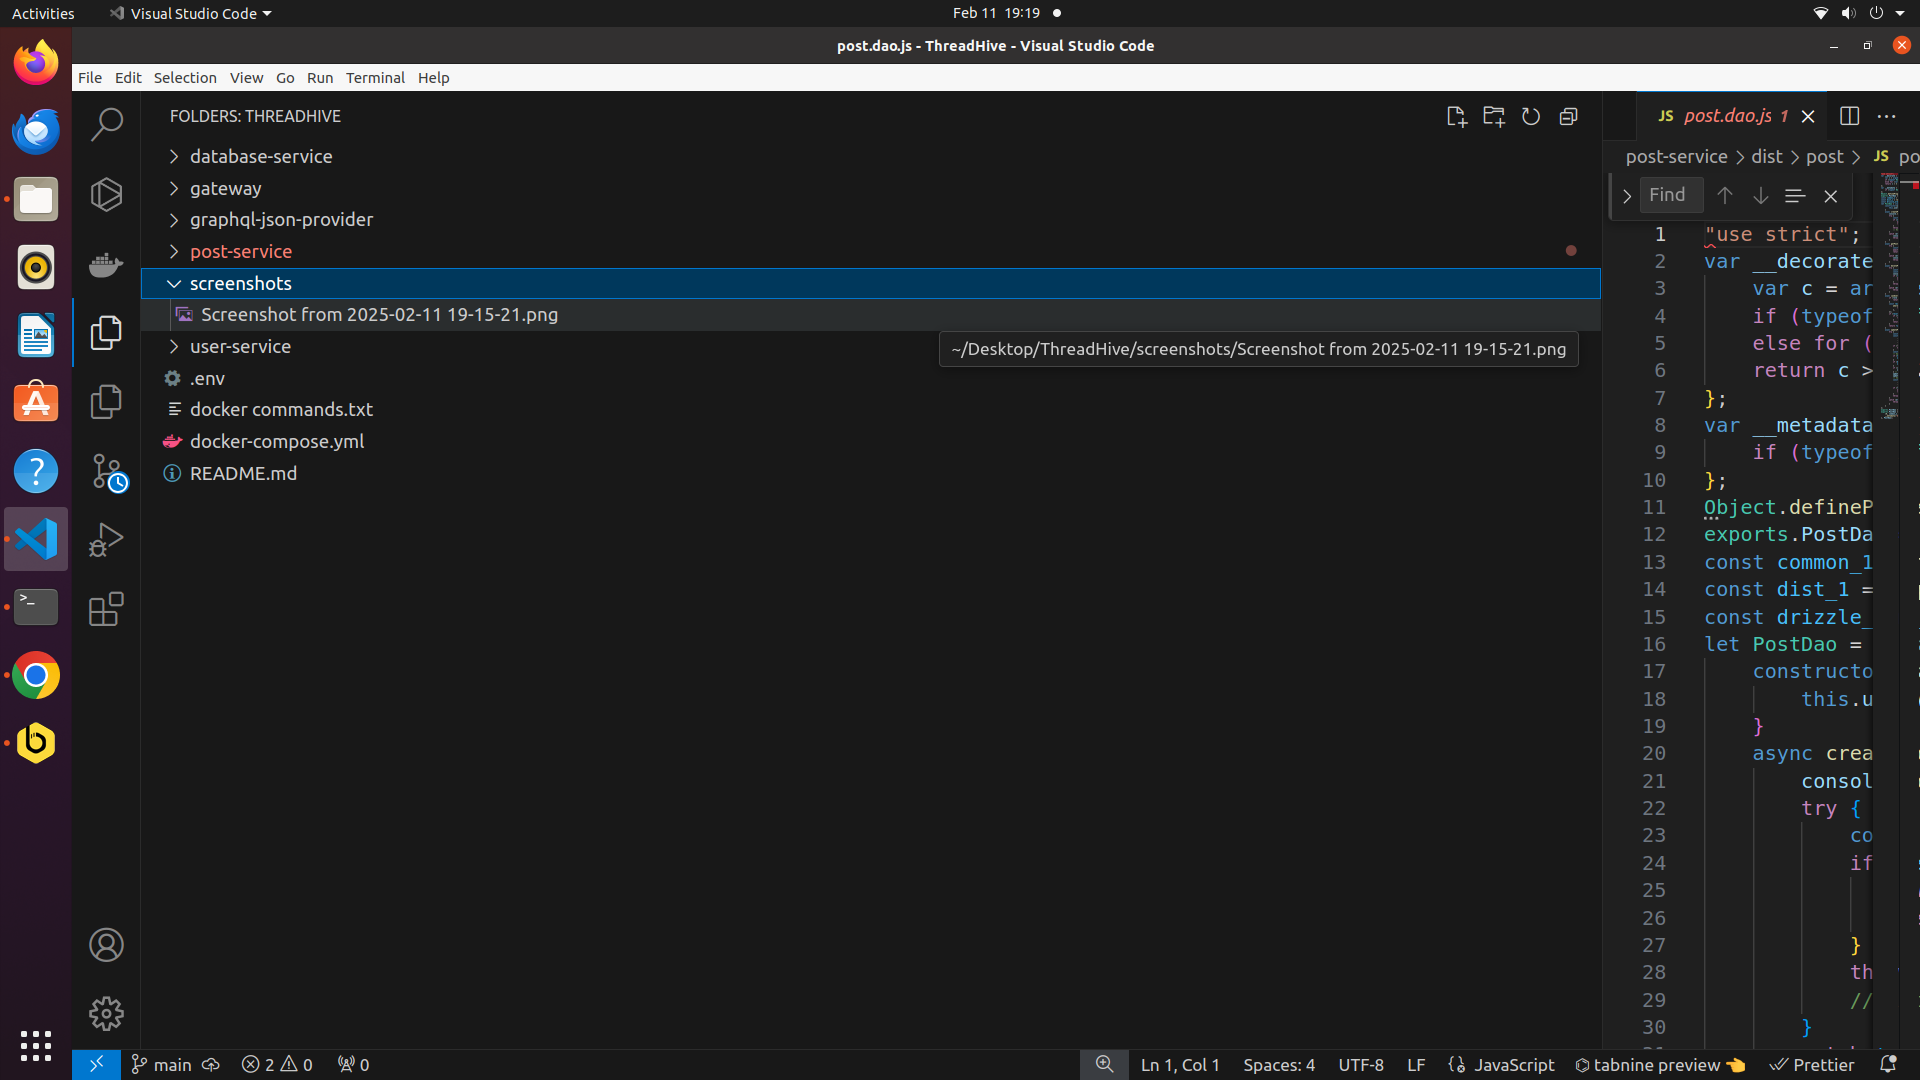 Activities
Visual Studio Code
Feb 11 19:19
post.dao.js - ThreadHive - Visual Studio Code
File Edit Selection View Go Run Terminal Help
FOLDERS: THREADHIVE
database-service
gateway
graphql-json-provider
post-service
screenshots
Screenshot from 2025-02-11 19-15-21.png
~/Desktop/ThreadHive/screenshots/Screenshot from 2025-02-11 19-15-21.png
user-service
.env
docker commands.txt
docker-compose.yml
README.md
JS post.dao.js 1
post-service > dist > post > JS po
Find
1 "use strict";
2 var __decorate
3 var c = ar
4 if (typeof
5 else for (
6 return c >
7 };
8 var __metadata
9 if (typeof
10 };
11 Object.defineP
12 exports.PostDa
13 const common_1
14 const dist_1 =
15 const drizzle_
16 let PostDao =
17 constructo
18 this.u
19 }
20 async crea
21 consol
22 try {
23 co
24 if
25
26
27 }
28 th
29 //
30 }
main
2 0
0
Ln 1, Col 1
Spaces: 4
UTF-8
LF
JavaScript
tabnine preview
Prettier